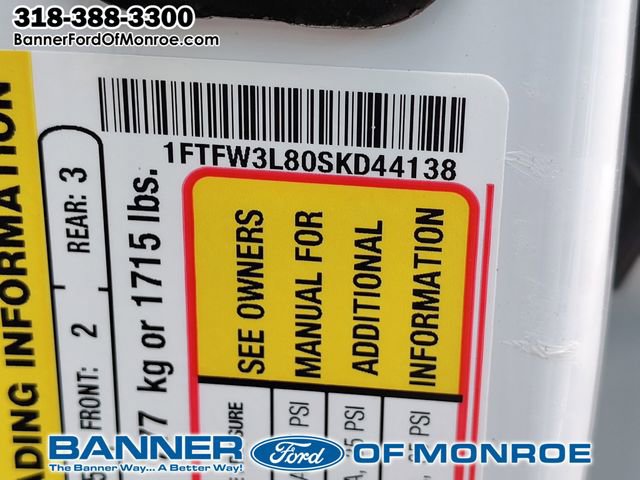 318-388-3300
BannerFordOfMonroe.com
1FTFW3L80SKD44138
SEE OWNERS
MANUAL FOR
ADDITIONAL
INFORMATION
REAR: 3
FRONT: 2
kg or 1715 lbs.
INFORMATION
PSI
PSI
PSI
BANNER Ford OF MONROE
The Banner Way... A Better Way!